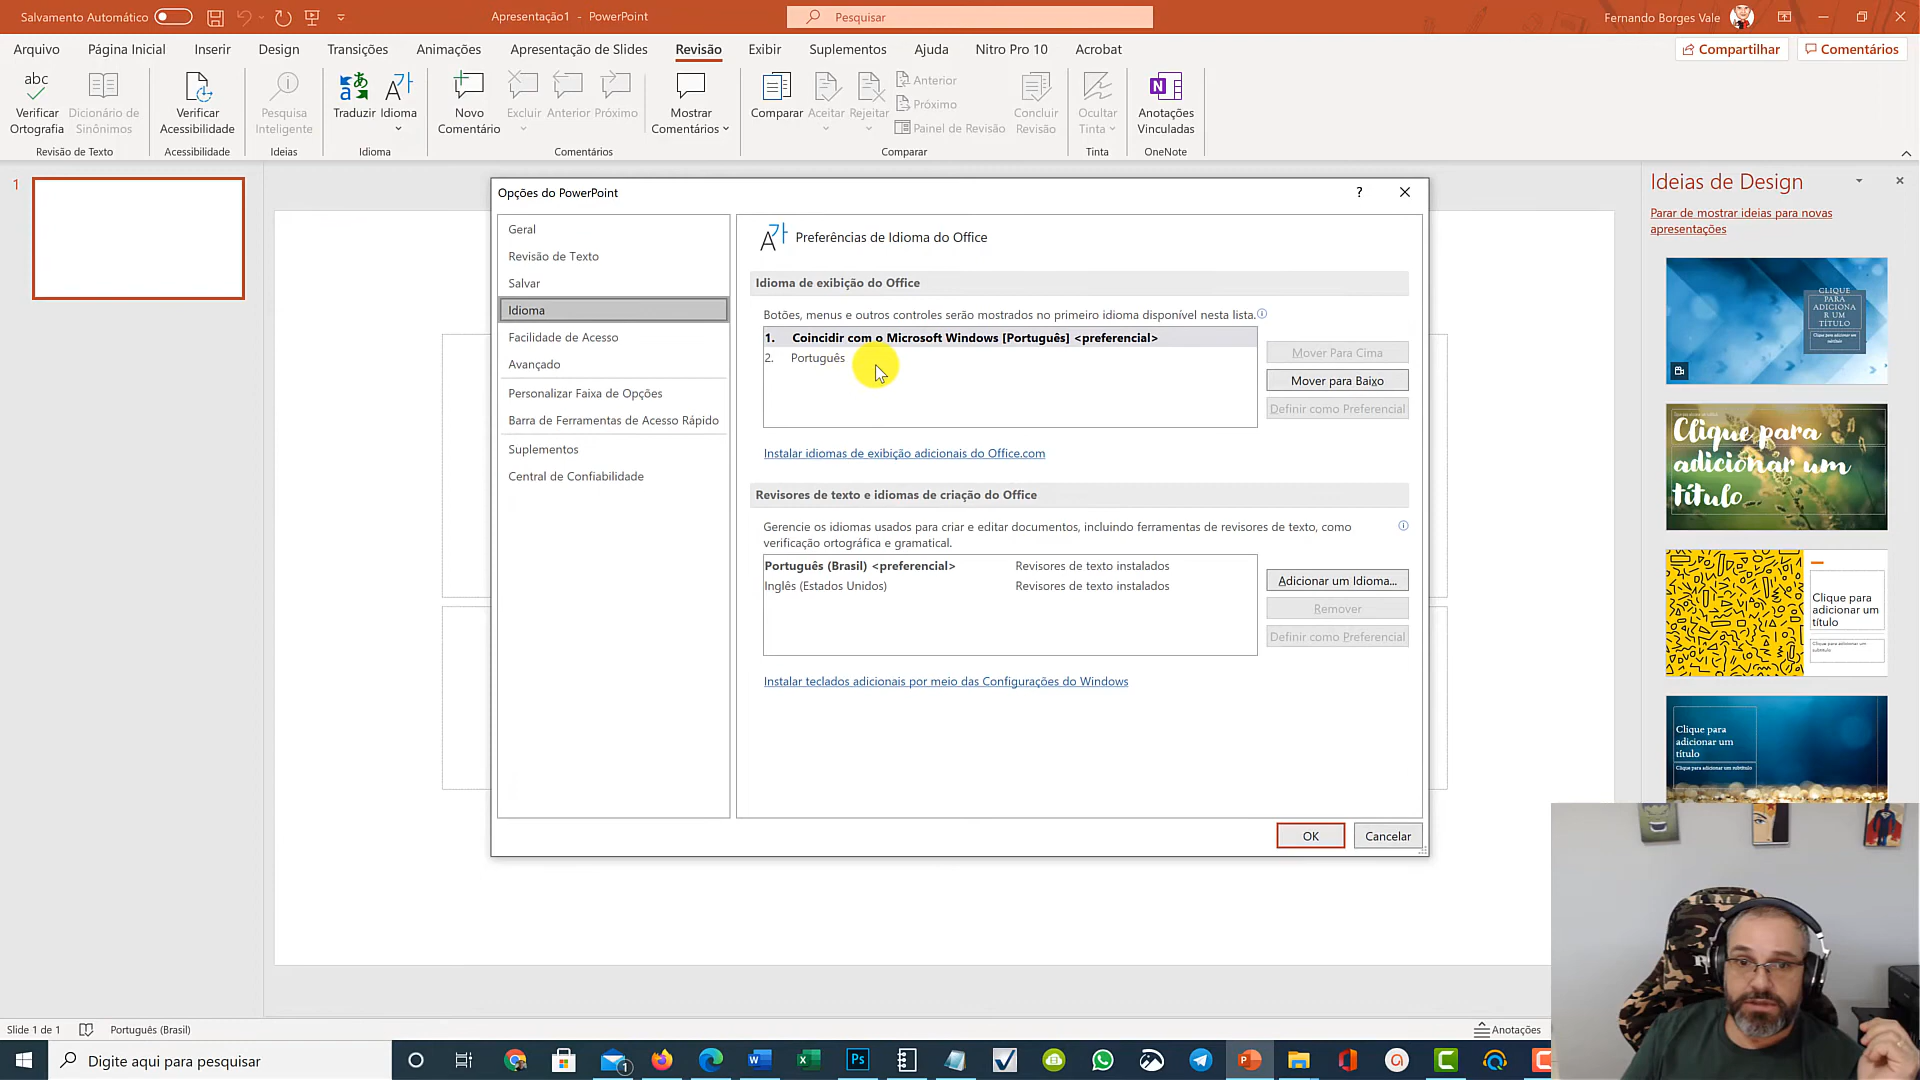 Salvamento Automático
Apresentação1 - PowerPoint
Pesquisar
Fernando Borges Vale
Arquivo
Página Inicial
Inserir
Design
Transições
Animações
Apresentação de Slides
Revisão
Exibir
Suplementos
Ajuda
Nitro Pro 10
Acrobat
Compartilhar
Comentários
abc
Verificar
Ortografia
Dicionário de
Sinônimos
Revisão de Texto
Verificar
Acessibilidade
Acessibilidade
Pesquisa
Inteligente
Ideias
Traduzir
Idioma
Idioma
Novo
Comentário
Excluir
Anterior
Próximo
Mostrar
Comentários
Comentários
Comparar
Aceitar
Rejeitar
Anterior
Próximo
Painel de Revisão
Concluir
Revisão
Comparar
Ocultar
Tinta
Tinta
Anotações
Vinculadas
OneNote
1
Opções do PowerPoint
?
Geral
Revisão de Texto
Salvar
Idioma
Facilidade de Acesso
Avançado
Personalizar Faixa de Opções
Barra de Ferramentas de Acesso Rápido
Suplementos
Central de Confiabilidade
Preferências de Idioma do Office
Idioma de exibição do Office
Botões, menus e outros controles serão mostrados no primeiro idioma disponível nesta lista.
1. Coincidir com o Microsoft Windows [Português] <preferencial>
2. Português
Mover Para Cima
Mover para Baixo
Definir como Preferencial
Instalar idiomas de exibição adicionais do Office.com
Revisores de texto e idiomas de criação do Office
Gerencie os idiomas usados para criar e editar documentos, incluindo ferramentas de revisores de texto, como
verificação ortográfica e gramatical.
Português (Brasil) <preferencial> Revisores de texto instalados
Inglês (Estados Unidos) Revisores de texto instalados
Adicionar um Idioma...
Remover
Definir como Preferencial
Instalar teclados adicionais por meio das Configurações do Windows
OK
Cancelar
Ideias de Design
Parar de mostrar ideias para novas
apresentações
CLIQUE
PARA
ADICIONA
R UM
TÍTULO
Clique para
adicionar um
título
Clique para
adicionar um
título
Clique para
adicionar um
título
Clique para adicionar um subtítulo
Slide 1 de 1
Português (Brasil)
Anotações
Digite aqui para pesquisar
1